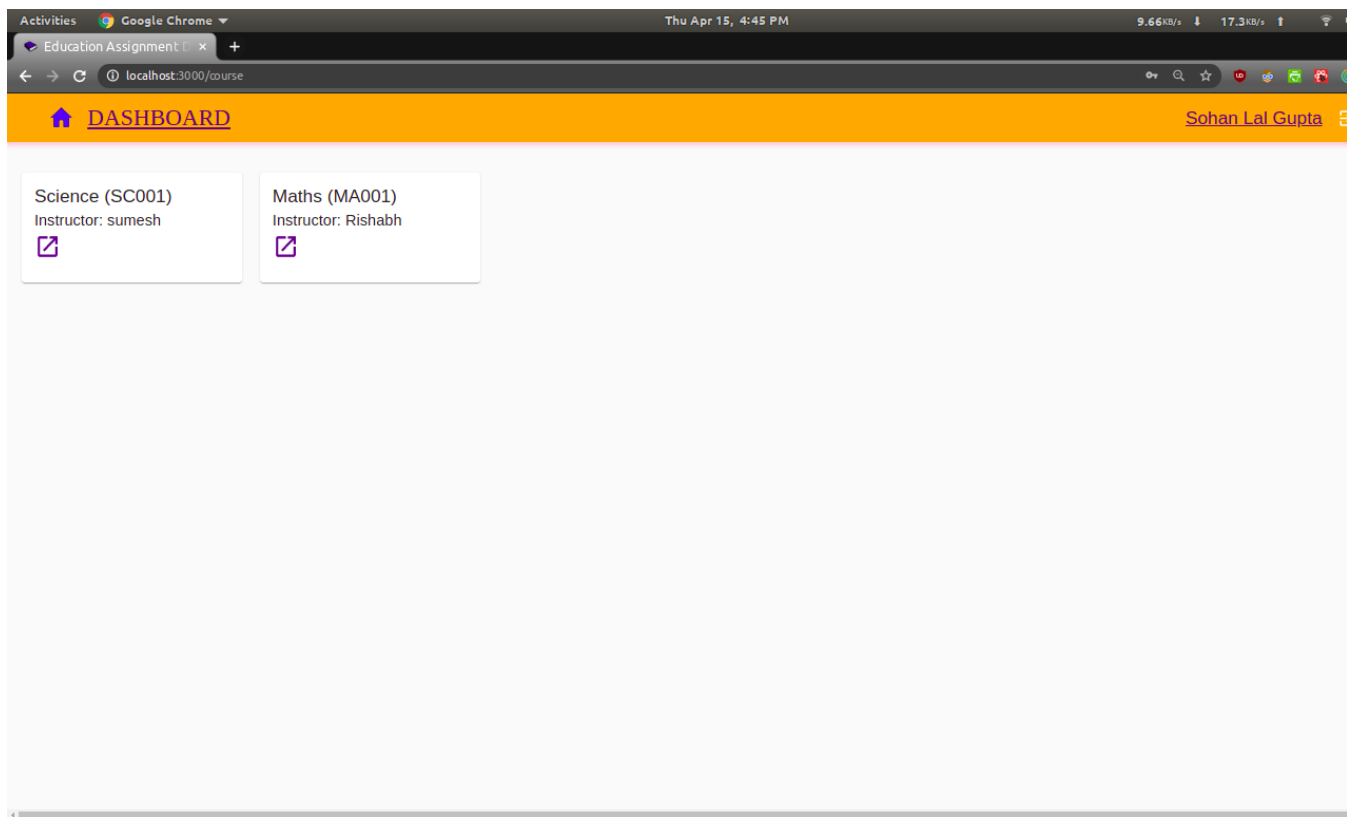 Activities Google Chrome Thu Apr 15, 4:45 PM 9.66KB/s 17.3KB/s
Education Assignment
localhost:3000/course
DASHBOARD Sohan Lal Gupta
Science (SC001) Maths (MA001)
Instructor: sumesh Instructor: Rishabh